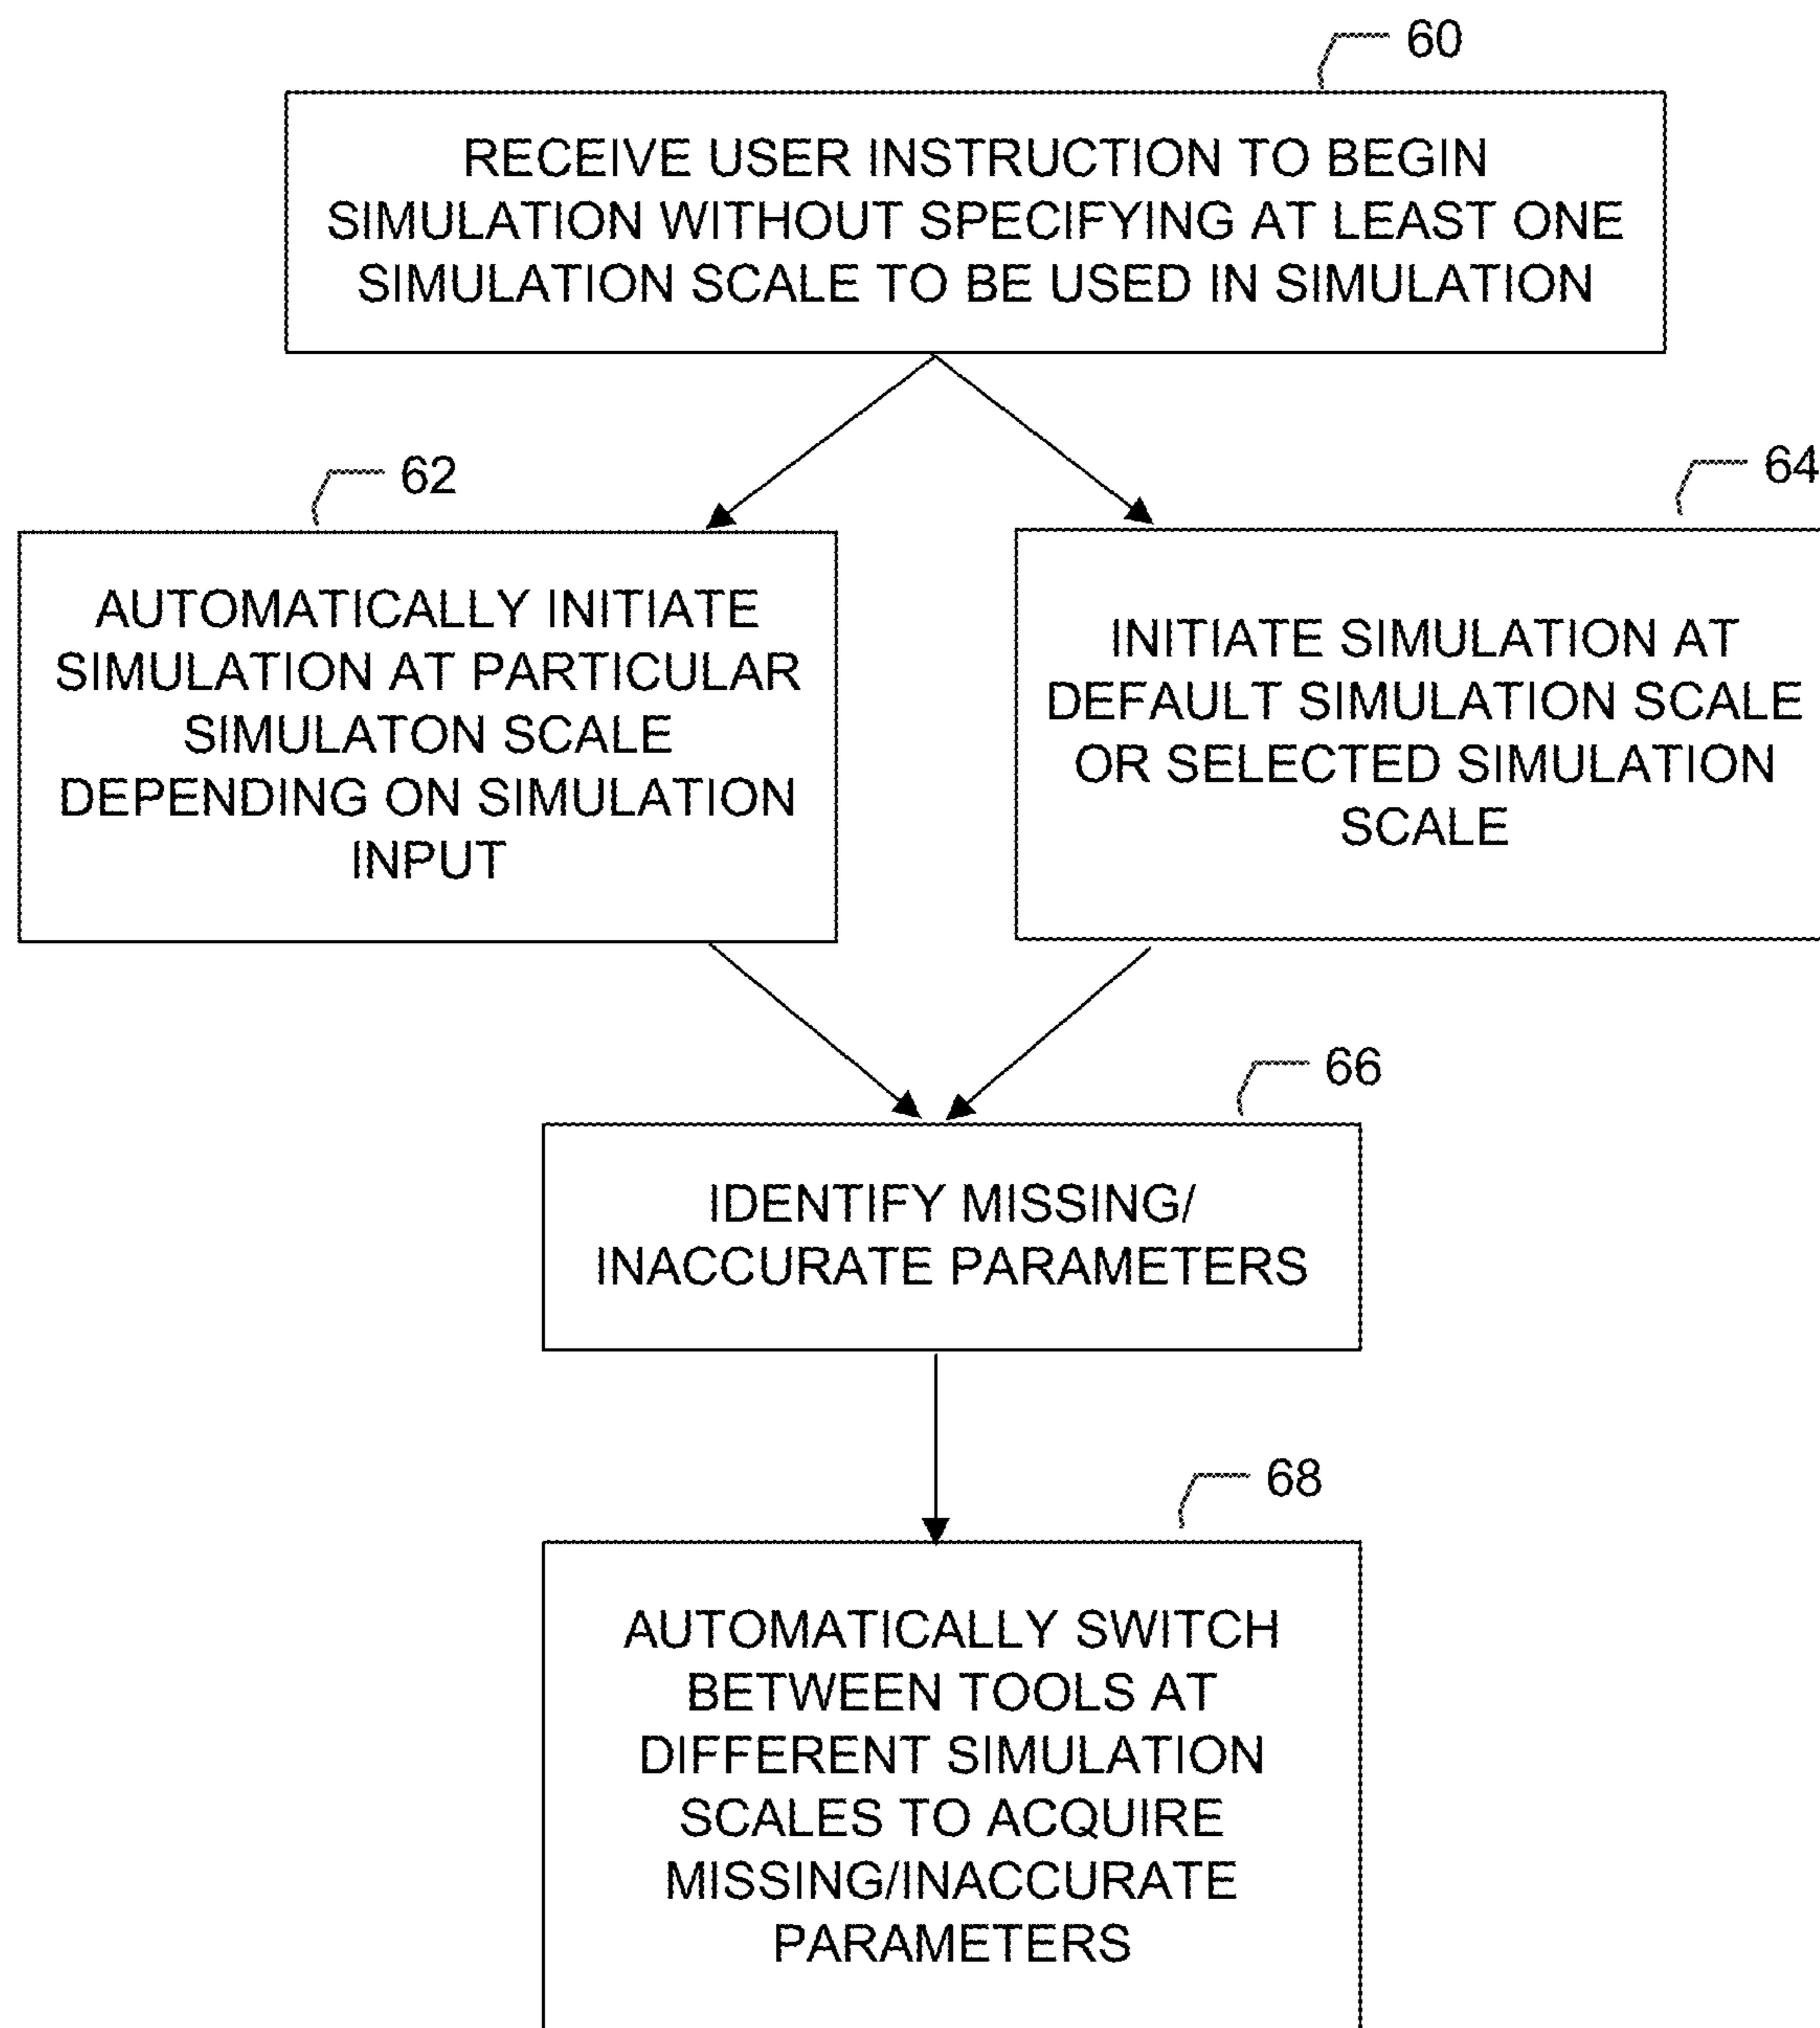 60
RECEIVE USER INSTRUCTION TO BEGIN
SIMULATION WITHOUT SPECIFYING AT LEAST ONE
SIMULATION SCALE TO BE USED IN SIMULATION
62
AUTOMATICALLY INITIATE
SIMULATION AT PARTICULAR
SIMULATON SCALE
DEPENDING ON SIMULATION
INPUT
64
INITIATE SIMULATION AT
DEFAULT SIMULATION SCALE
OR SELECTED SIMULATION
SCALE
66
IDENTIFY MISSING/
INACCURATE PARAMETERS
68
AUTOMATICALLY SWITCH
BETWEEN TOOLS AT
DIFFERENT SIMULATION
SCALES TO ACQUIRE
MISSING/INACCURATE
PARAMETERS